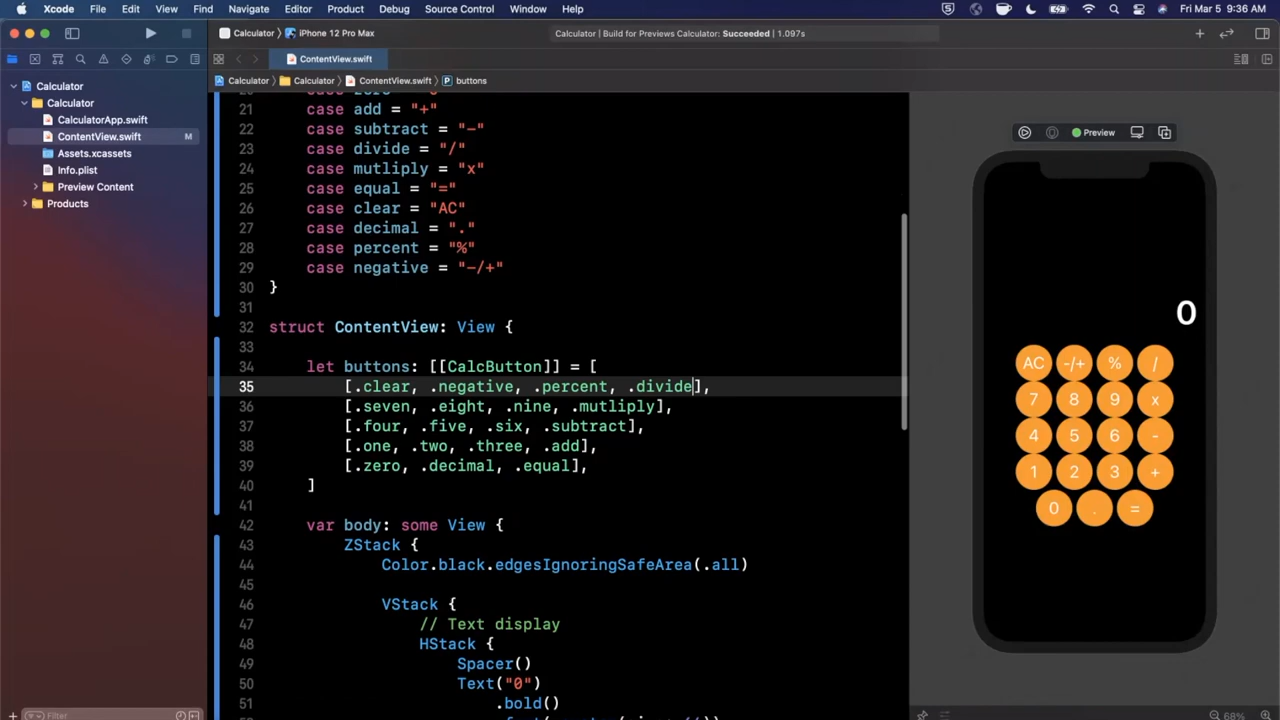 Xcode File Edit View Find Navigate Editor Product Debug Source Control Window Help Fri Mar 5 9:36 AM
Calculator iPhone 12 Pro Max Calculator | Build for Previews Calculator: Succeeded | 1.097s
ContentView.swift
Calculator Calculator ContentView.swift buttons
Calculator
Calculator
CalculatorApp.swift
ContentView.swift M
Assets.xcassets
Info.plist
Preview Content
Products
Filter
21 case add = "+"
22 case subtract = "-"
23 case divide = "/"
24 case mutliply = "x"
25 case equal = "="
26 case clear = "AC"
27 case decimal = "."
28 case percent = "%"
29 case negative = "-/+"
30 }
31
32 struct ContentView: View {
33
34 let buttons: [[CalcButton]] = [
35 [.clear, .negative, .percent, .divide],
36 [.seven, .eight, .nine, .mutliply],
37 [.four, .five, .six, .subtract],
38 [.one, .two, .three, .add],
39 [.zero, .decimal, .equal],
40 ]
41
42 var body: some View {
43 ZStack {
44 Color.black.edgesIgnoringSafeArea(.all)
45
46 VStack {
47 // Text display
48 HStack {
49 Spacer()
50 Text("0")
51 .bold()
Preview
0
AC -/+ % /
7 8 9 x
4 5 6 -
1 2 3 +
0 . =
68%